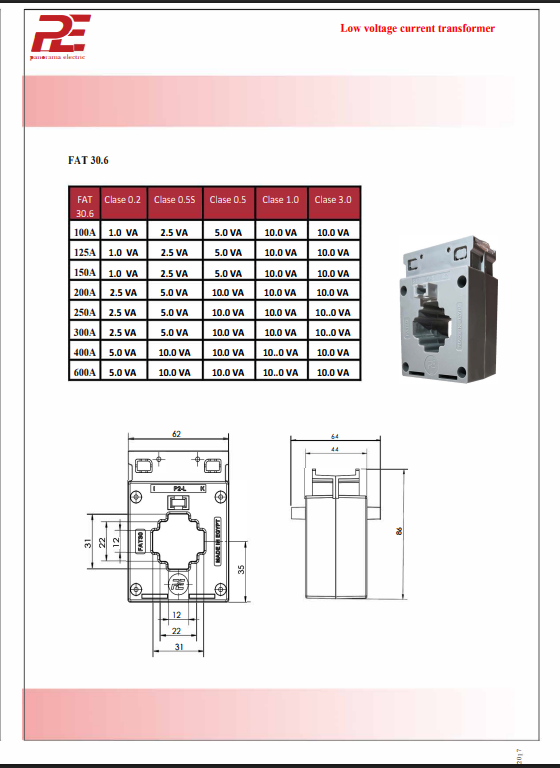 PE
panorama electric
Low voltage current transformer
FAT 30.6
FAT 30.6 Clase 0.2 Clase 0.5S Clase 0.5 Clase 1.0 Clase 3.0
100A 1.0 VA 2.5 VA 5.0 VA 10.0 VA 10.0 VA
125A 1.0 VA 2.5 VA 5.0 VA 10.0 VA 10.0 VA
150A 1.0 VA 2.5 VA 5.0 VA 10.0 VA 10.0 VA
200A 2.5 VA 5.0 VA 10.0 VA 10.0 VA 10.0 VA
250A 2.5 VA 5.0 VA 10.0 VA 10.0 VA 10..0 VA
300A 2.5 VA 5.0 VA 10.0 VA 10.0 VA 10..0 VA
400A 5.0 VA 10.0 VA 10.0 VA 10..0 VA 10.0 VA
600A 5.0 VA 10.0 VA 10.0 VA 10..0 VA 10.0 VA
62
64
44
l P2-L K
31
22
12
FAT30
MADE IN EGYPT
PE
35
86
12
22
31
2017